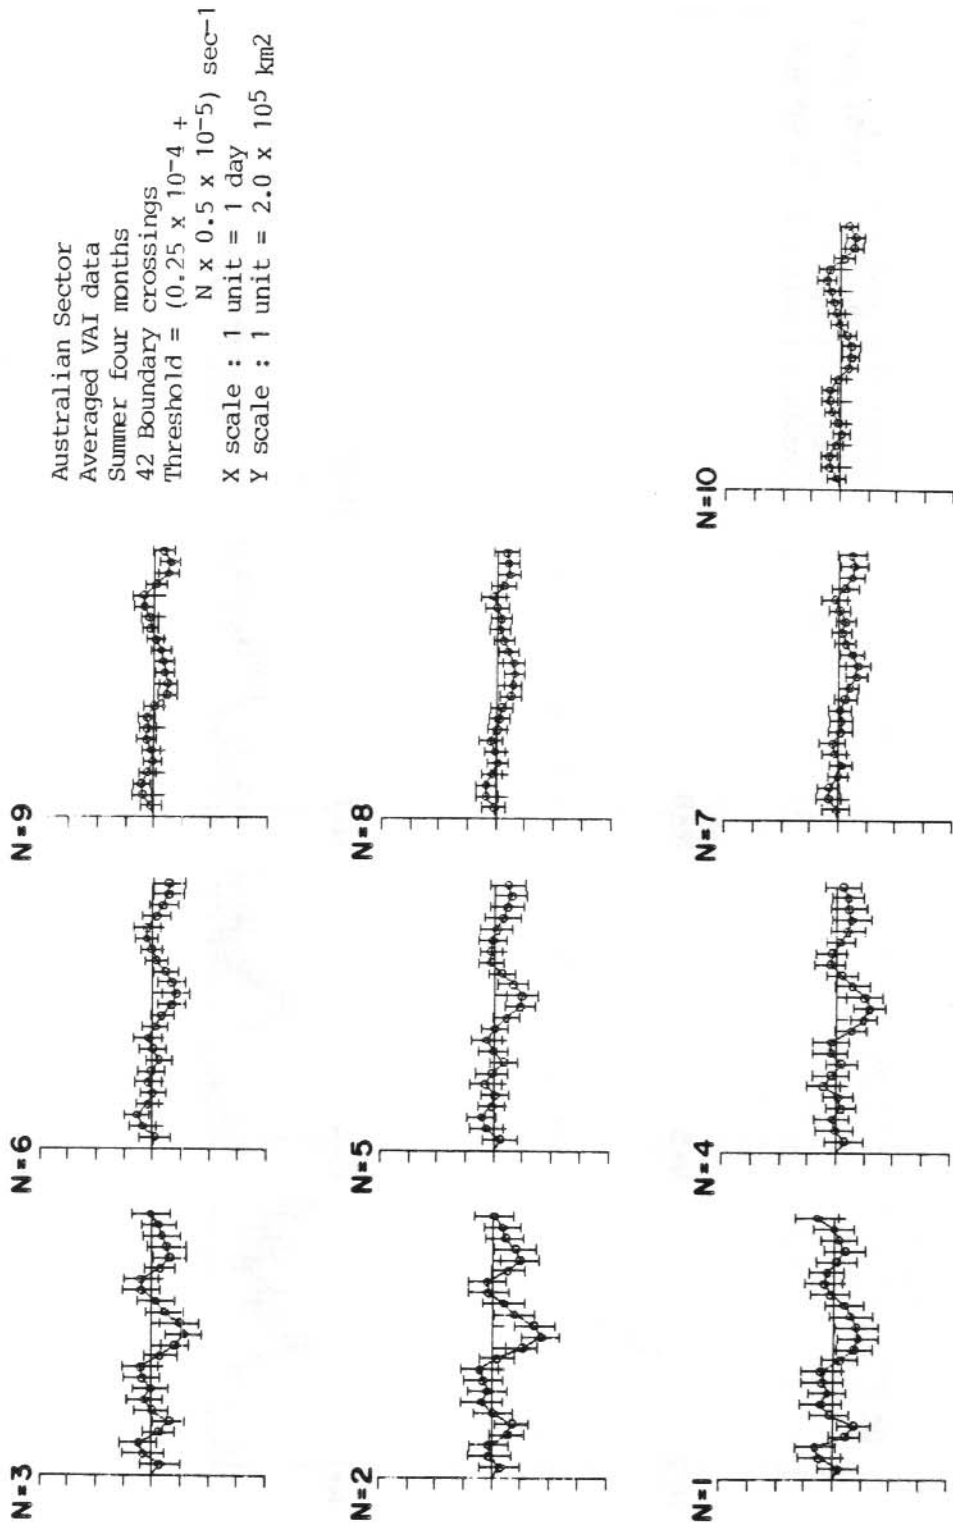 Australian Sector
Averaged VAI data
Summer four months
42 Boundary crossings
Threshold = (0.25 x 10-4 +
N x 0.5 x 10-5) sec-1
X scale : 1 unit = 1 day
Y scale : 1 unit = 2.0 x 105 km2
N=3
N=6
N=9
N=2
N=5
N=8
N=1
N=4
N=7
N=10